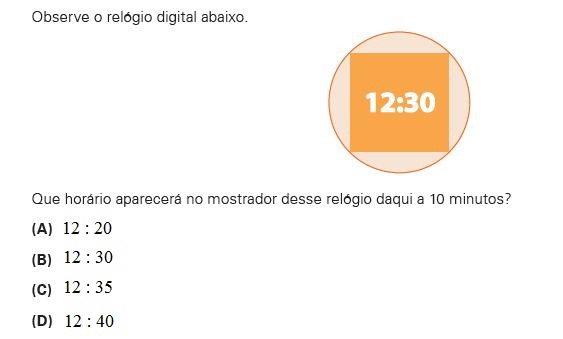 Observe o relógio digital abaixo.
12:30
Que horário aparecerá no mostrador desse relógio daqui a 10 minutos?
(A) 12 : 20
(B) 12 : 30
(C) 12 : 35
(D) 12 : 40